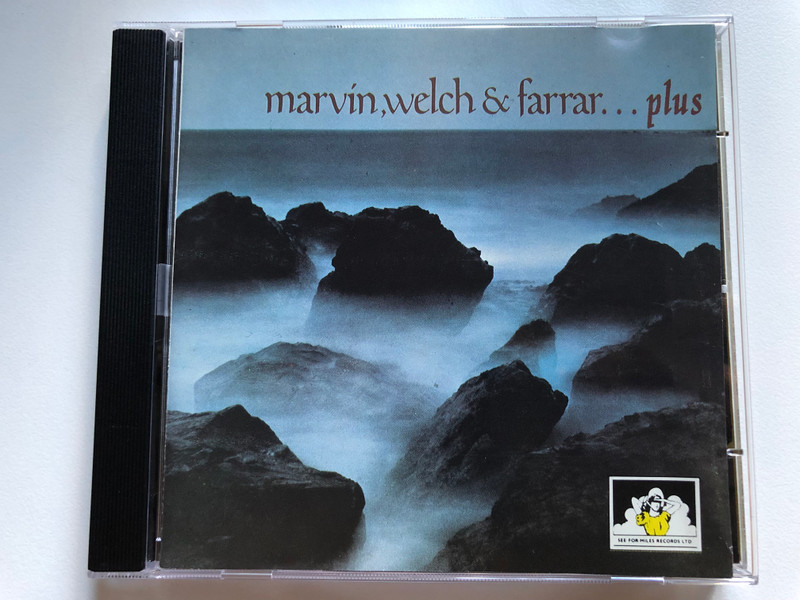 marvin, welch & farrar... plus
SEE FOR MILES RECORDS LTD